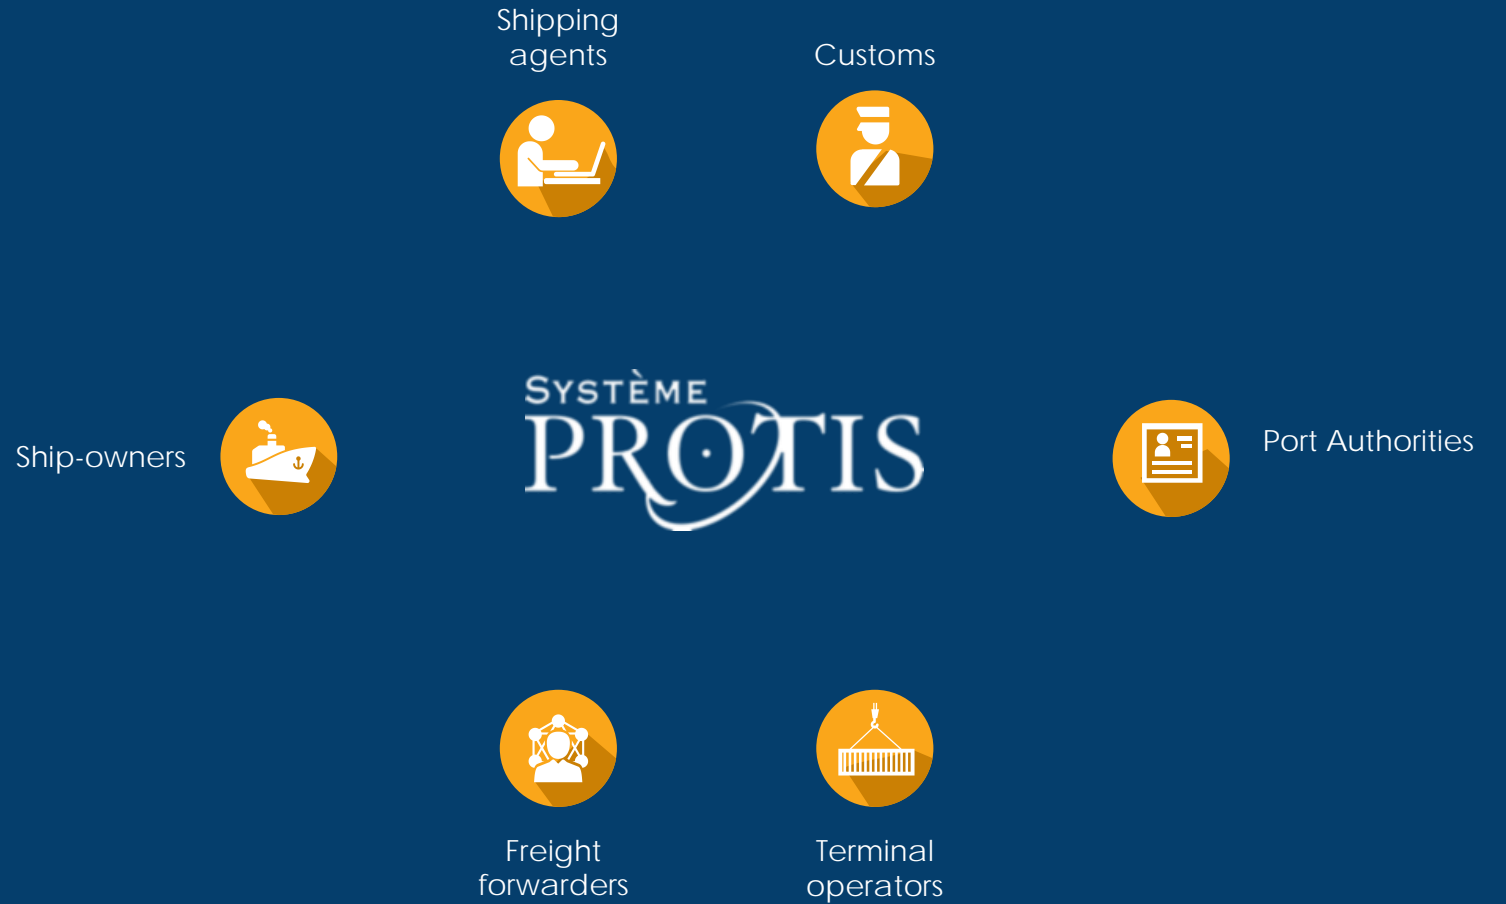 Shipping
agents
Customs
SYSTÈME
PROTIS
Ship-owners
Port Authorities
Freight
forwarders
Terminal
operators